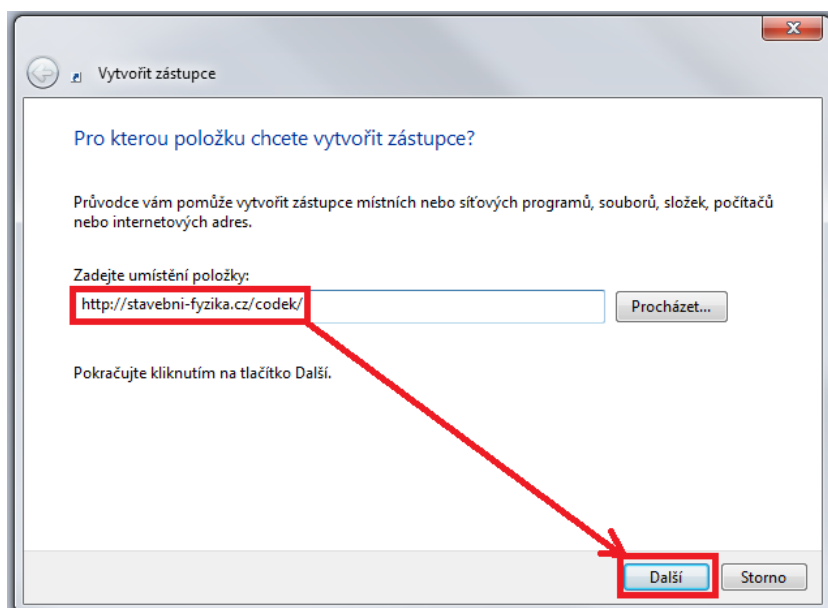 Vytvořit zástupce
Pro kterou položku chcete vytvořit zástupce?
Průvodce vám pomůže vytvořit zástupce místních nebo síťových programů, souborů, složek, počítačů
nebo internetových adres.
Zadejte umístění položky:
http://stavebni-fyzika.cz/codek/
Procházet...
Pokračujte kliknutím na tlačítko Další.
Další
Storno